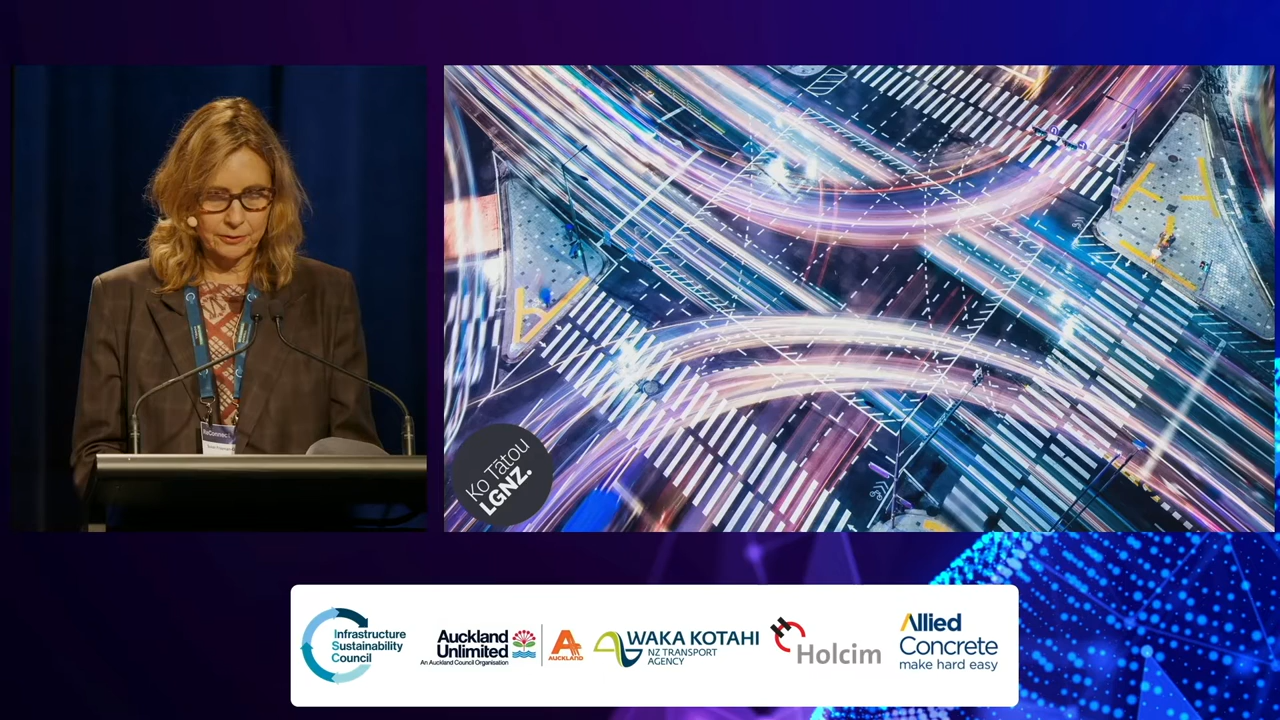 Ko Tātou
LGNZ.
Infrastructure
Sustainability
Council
Auckland
Unlimited
An Auckland Council Organisation
AUCKLAND
WAKA KOTAHI
NZ TRANSPORT
AGENCY
Holcim
Allied
Concrete
make hard easy